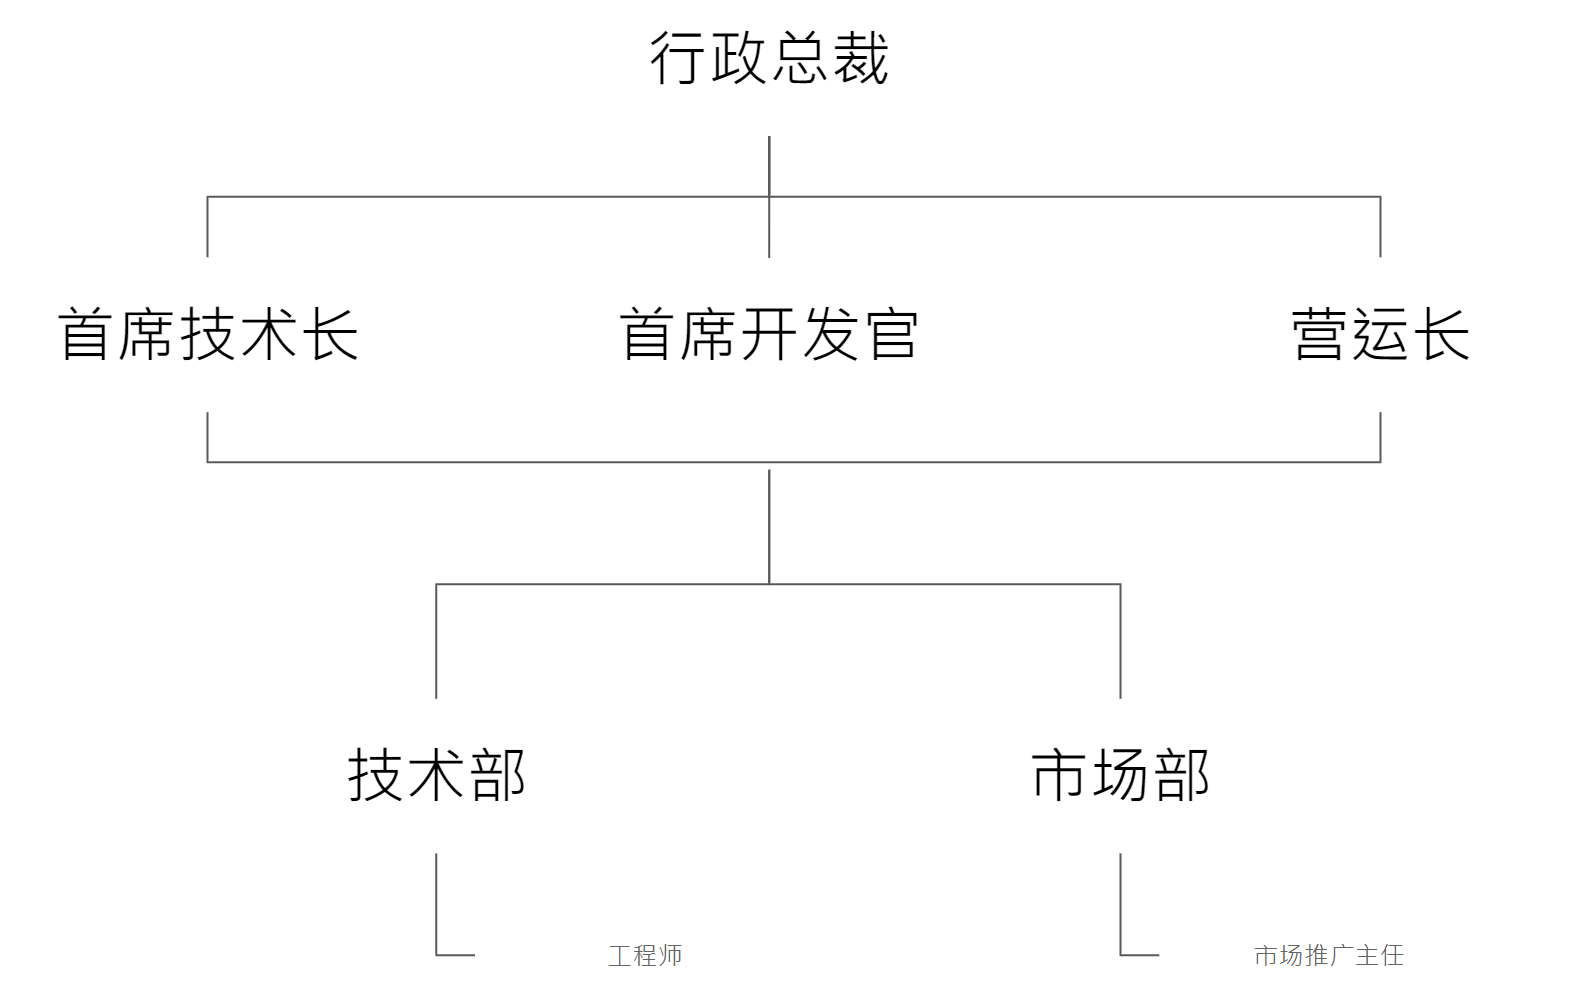 行政总裁
首席技术长
首席开发官
营运长
技术部
市场部
工程师
市场推广主任